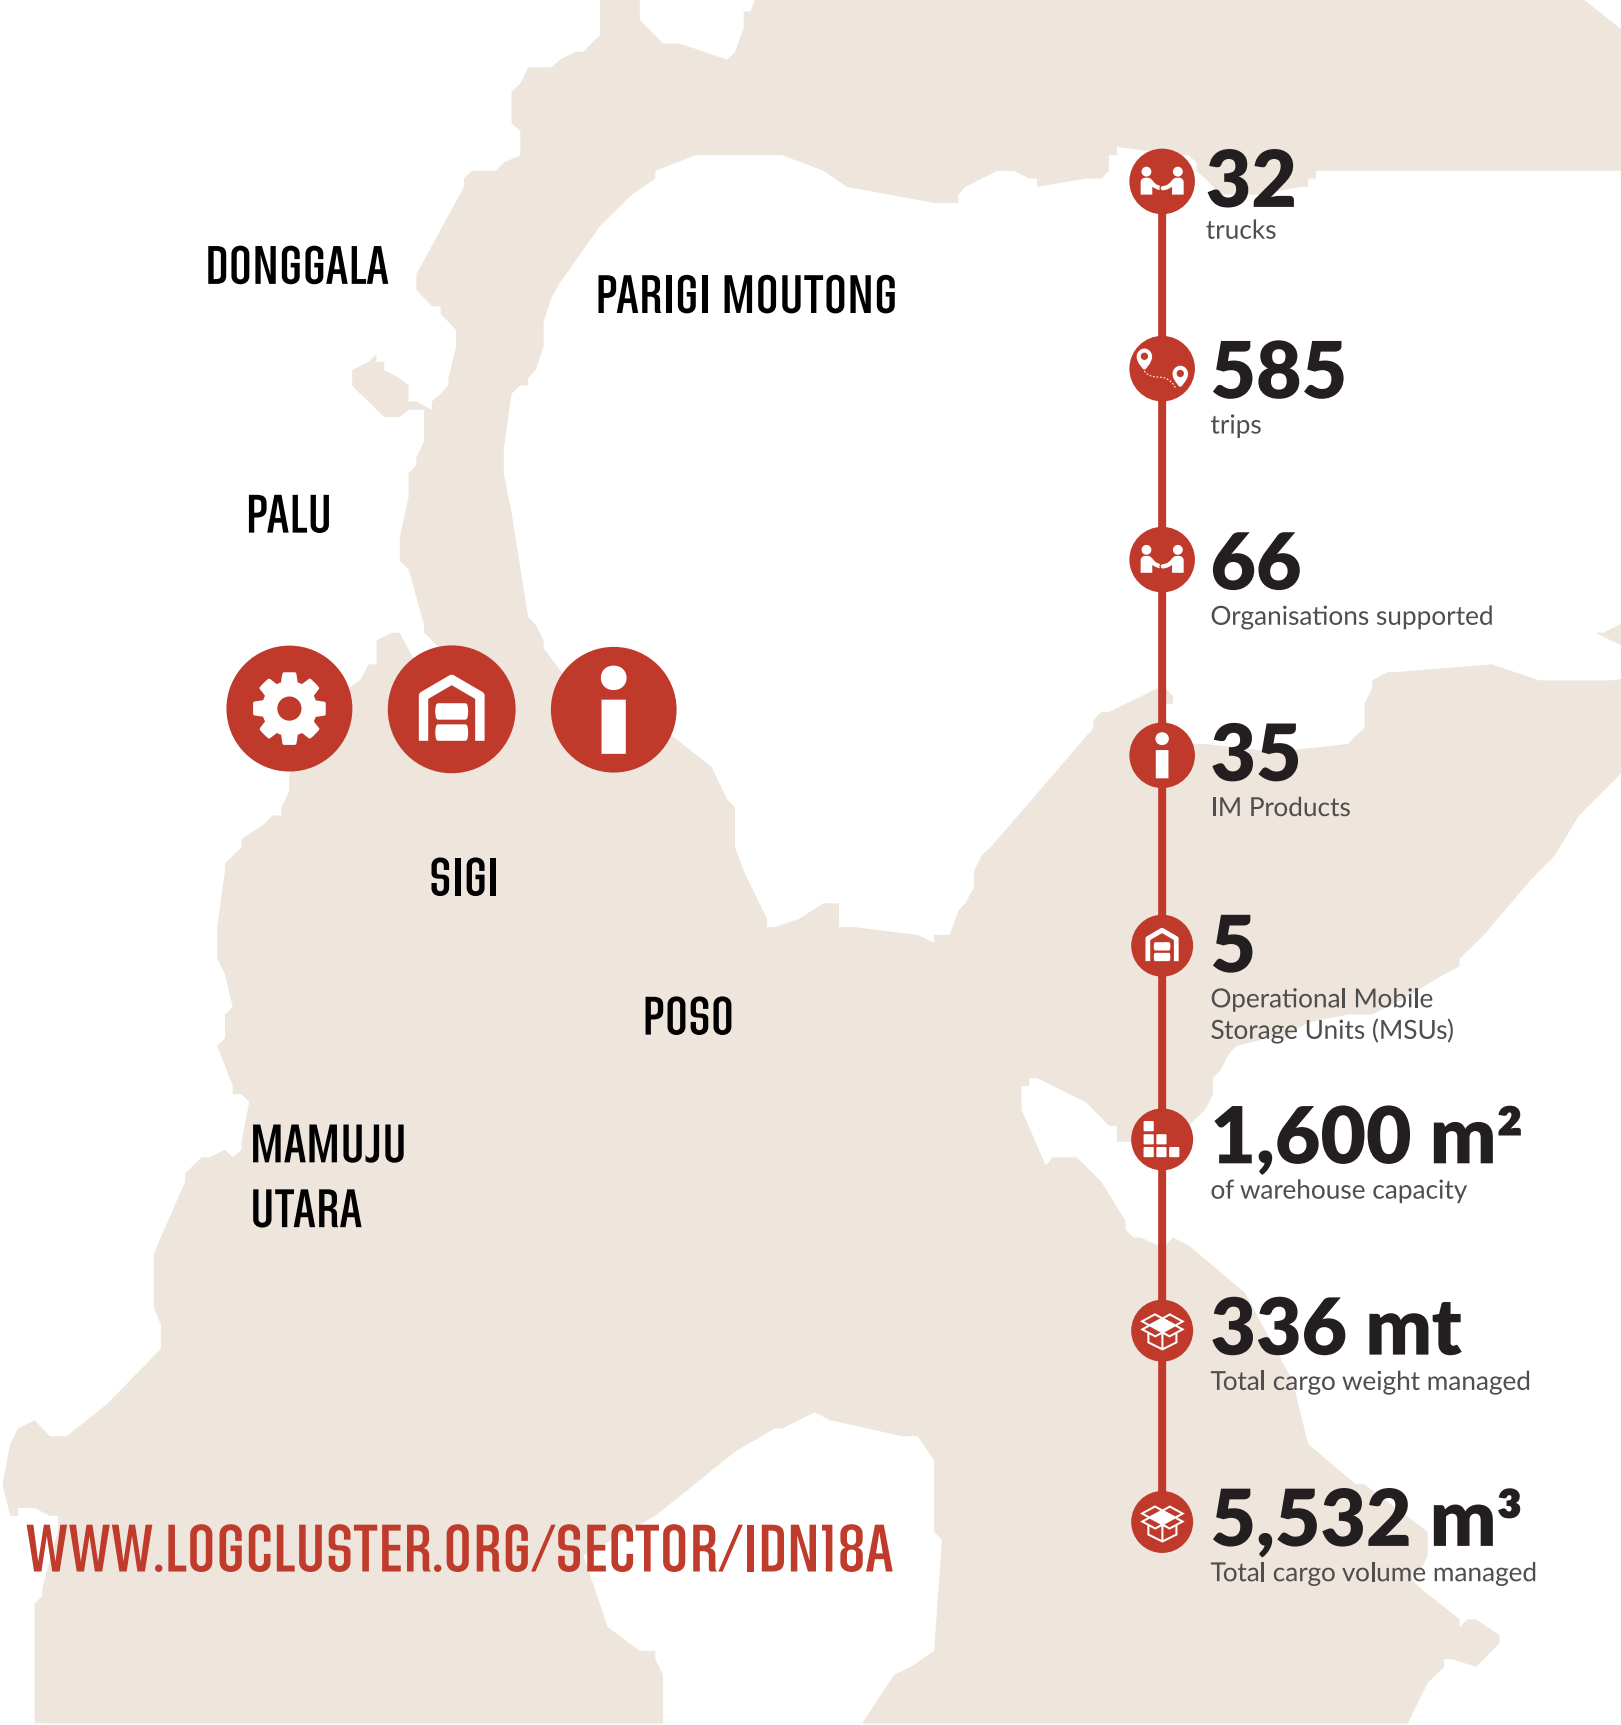 DONGGALA
PARIGI MOUTONG
PALU
SIGI
POSO
MAMUJU
UTARA
WWW.LOGCLUSTER.ORG/SECTOR/IDN18A
32
trucks
585
trips
66
Organisations supported
35
IM Products
5
Operational Mobile
Storage Units (MSUs)
1,600 m²
of warehouse capacity
336 mt
Total cargo weight managed
5,532 m³
Total cargo volume managed